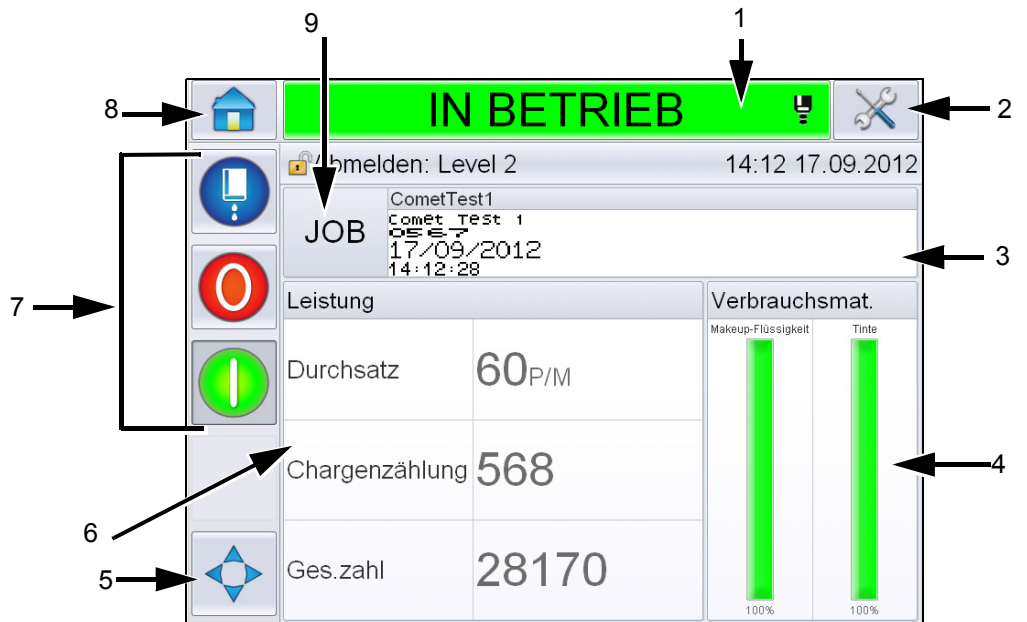 9
1
8
IN BETRIEB
2
Abmelden: Level 2
14:12 17.09.2012
JOB
CometTest1
Comet Test 1
0567
17/09/2012
14:12:28
3
7
Leistung
Verbrauchsmat.
Makeup-Flüssigkeit
Tinte
Durchsatz
60P/M
Chargenzählung
568
4
6
5
Ges.zahl
28170
100%
100%